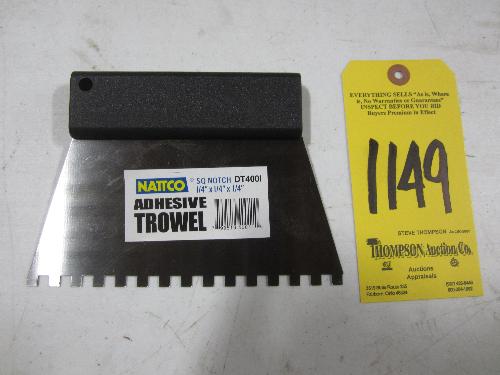 NATTCO SQ NOTCH DT400I
1/4" x 1/4" x 1/4"
ADHESIVE
TROWEL
EVERYTHING SELLS "As is, Where
is, No Warranties or Guarantees"
INSPECT BEFORE YOU BID
Buyers Premium in Effect
1149
STEVE THOMPSON
THOMPSON Auction Co.
Auctions
Appraisals